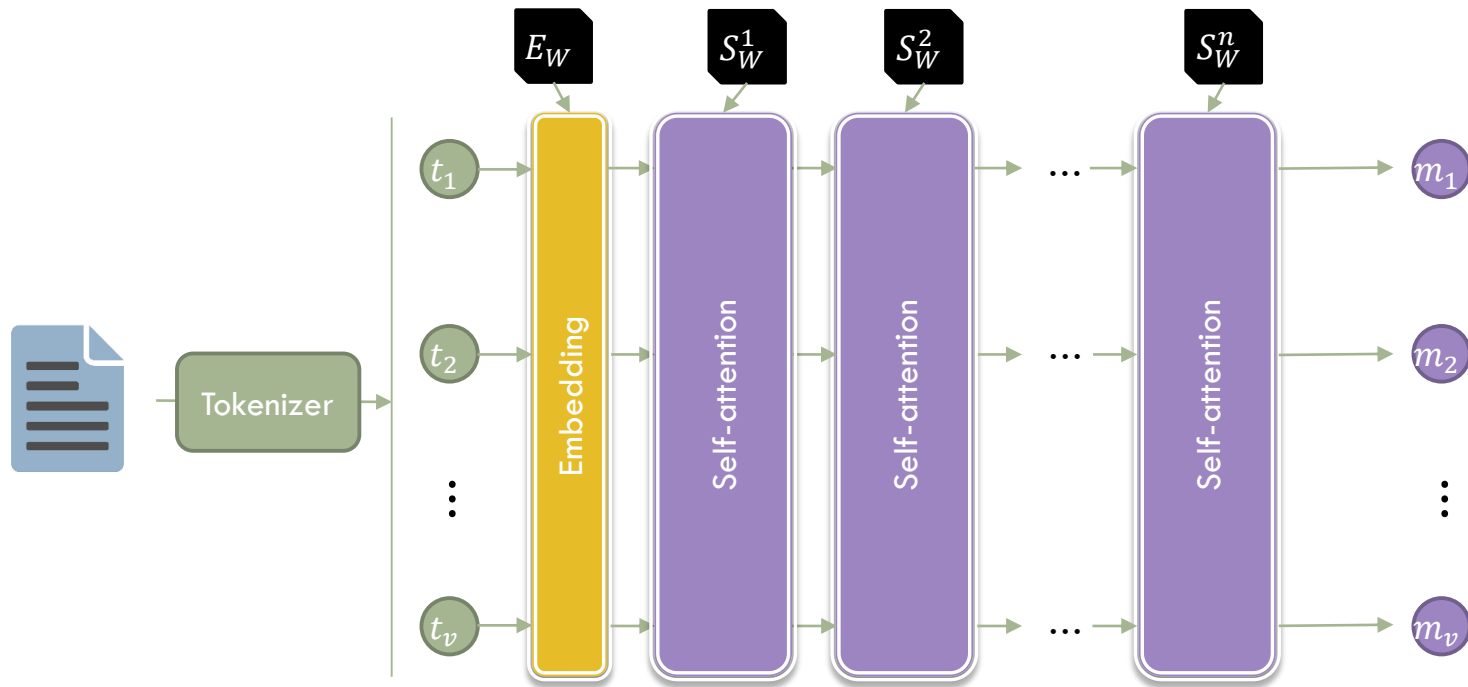 E_W S_W^1 S_W^2 S_W^n
t_1 ... m_1
t_2 ... m_2
Tokenizer
Embedding
Self-attention
Self-attention
Self-attention
⋮ ⋮
t_v ... m_v